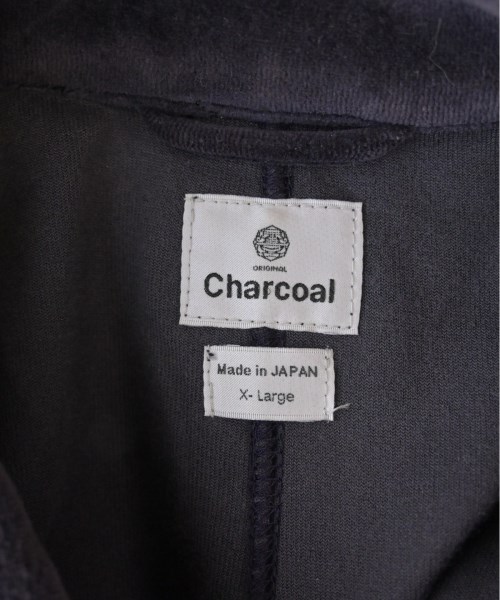 ORIGINAL
Charcoal
Made in JAPAN
X- Large